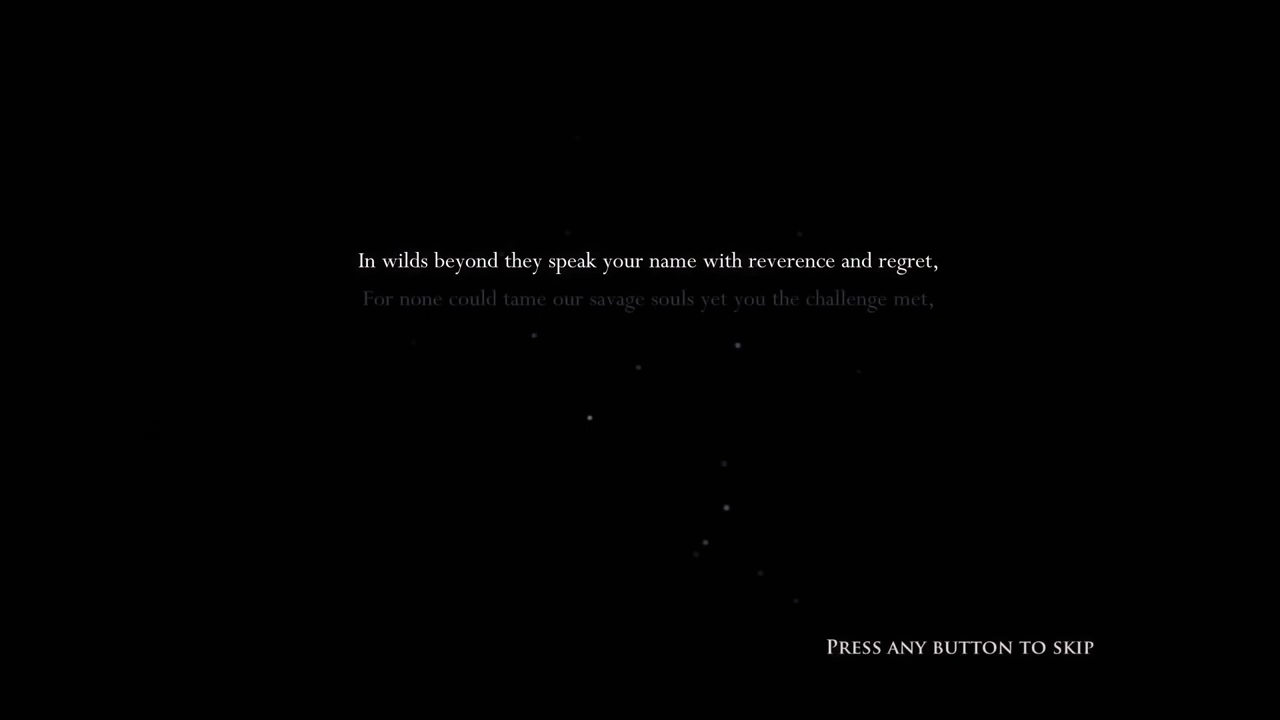 In wilds beyond they speak your name with reverence and regret,
For none could tame our savage souls yet you the challenge met,
Press any button to skip